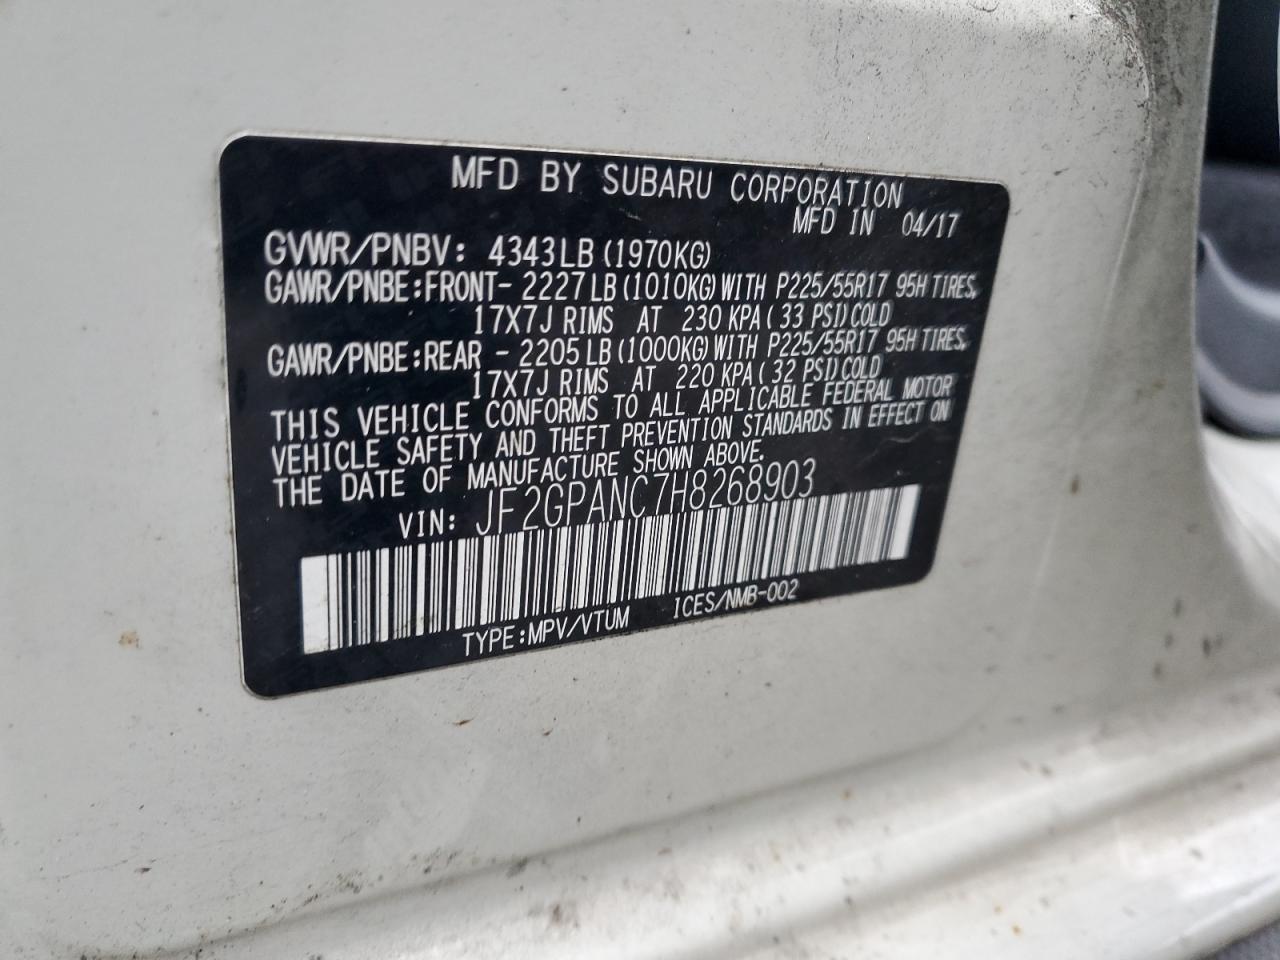 MFD BY SUBARU CORPORATION
MFD IN 04/17
GVWR/PNBV: 4343LB (1970KG)
GAWR/PNBE:FRONT- 2227LB (1010KG) WITH P225/55R17 95H TIRES,
17X7J RIMS AT 230 KPA ( 33 PSI) COLD
GAWR/PNBE:REAR - 2205LB (1000KG) WITH P225/55R17 95H TIRES,
17X7J RIMS AT 220 KPA ( 32 PSI) COLD
THIS VEHICLE CONFORMS TO ALL APPLICABLE FEDERAL MOTOR
VEHICLE SAFETY AND THEFT PREVENTION STANDARDS IN EFFECT ON
THE DATE OF MANUFACTURE SHOWN ABOVE.
VIN: JF2GPANC7H8268903
TYPE:MPV/VTUM ICES/NMB-002